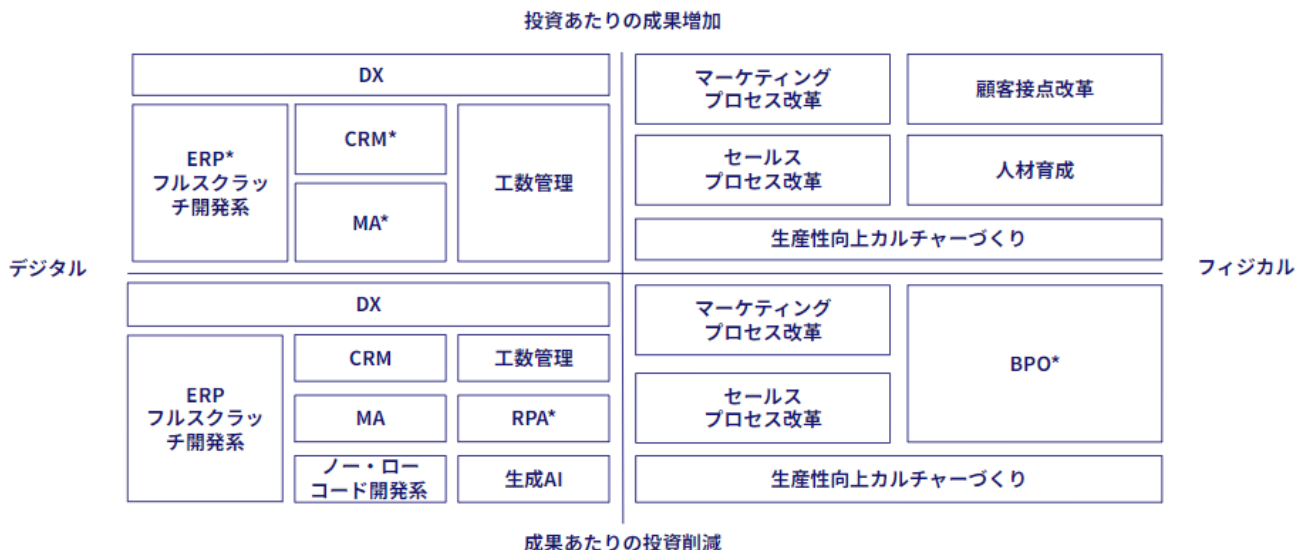 投資あたりの成果増加
DX
ERP*
フルスクラッ
チ開発系
CRM*
MA*
工数管理
マーケティング
プロセス改革
顧客接点改革
セールス
プロセス改革
人材育成
生産性向上カルチャーづくり
デジタル
フィジカル
DX
ERP
フルスクラッ
チ開発系
CRM
工数管理
MA
RPA*
ノー・ロー
コード開発系
生成AI
マーケティング
プロセス改革
セールス
プロセス改革
BPO*
生産性向上カルチャーづくり
成果あたりの投資削減